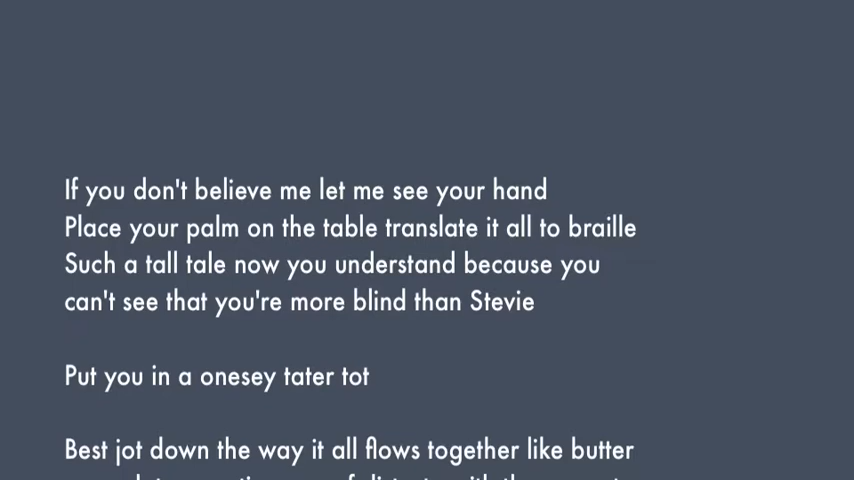 If you don't believe me let me see your hand
Place your palm on the table translate it all to braille
Such a tall tale now you understand because you
can't see that you're more blind than Stevie
Put you in a onesey tater tot
Best jot down the way it all flows together like butter